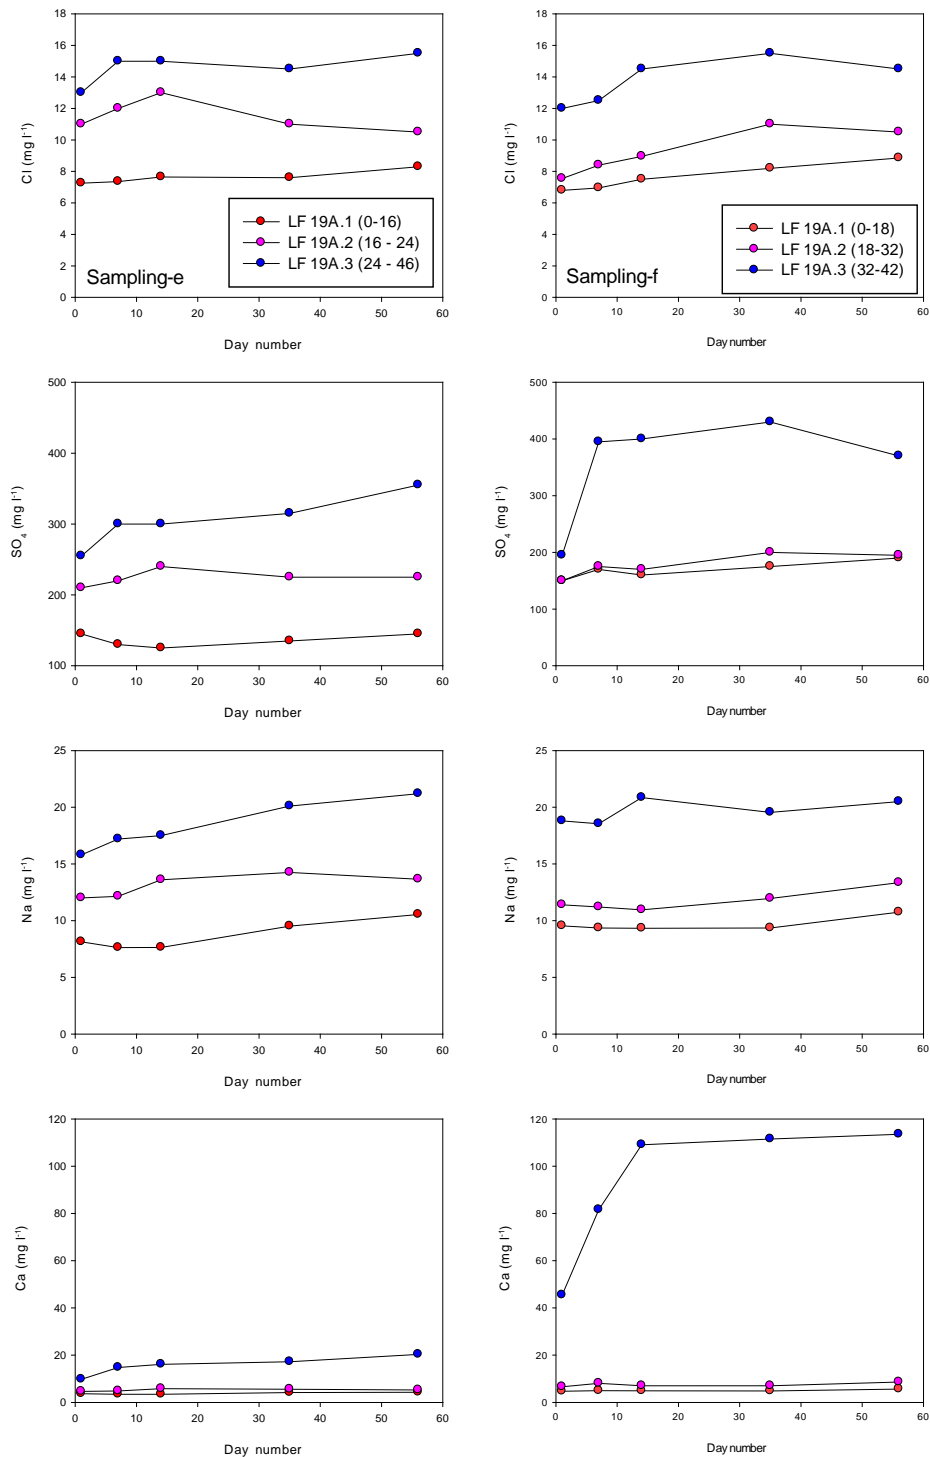 18
16
14
12
10
8
6
4
2
0
Cl (mg l-1)
LF 19A.1 (0-16)
LF 19A.2 (16 - 24)
LF 19A.3 (24 - 46)
Sampling-e
0 10 20 30 40 50 60
Day number
18
16
14
12
10
8
6
4
2
0
Cl (mg l-1)
LF 19A.1 (0-18)
LF 19A.2 (18-32)
LF 19A.3 (32-42)
Sampling-f
0 10 20 30 40 50 60
Day number
500
400
300
200
100
SO4 (mg l-1)
0 10 20 30 40 50 60
Day number
500
400
300
200
100
0
SO4 (mg l-1)
0 10 20 30 40 50 60
Day number
25
20
15
10
5
0
Na (mg l-1)
0 10 20 30 40 50 60
Day number
25
20
15
10
5
0
Na (mg l-1)
0 10 20 30 40 50 60
Day number
120
100
80
60
40
20
0
Ca (mg l-1)
0 10 20 30 40 50 60
Day number
120
100
80
60
40
20
0
Ca (mg l-1)
0 10 20 30 40 50 60
Day number